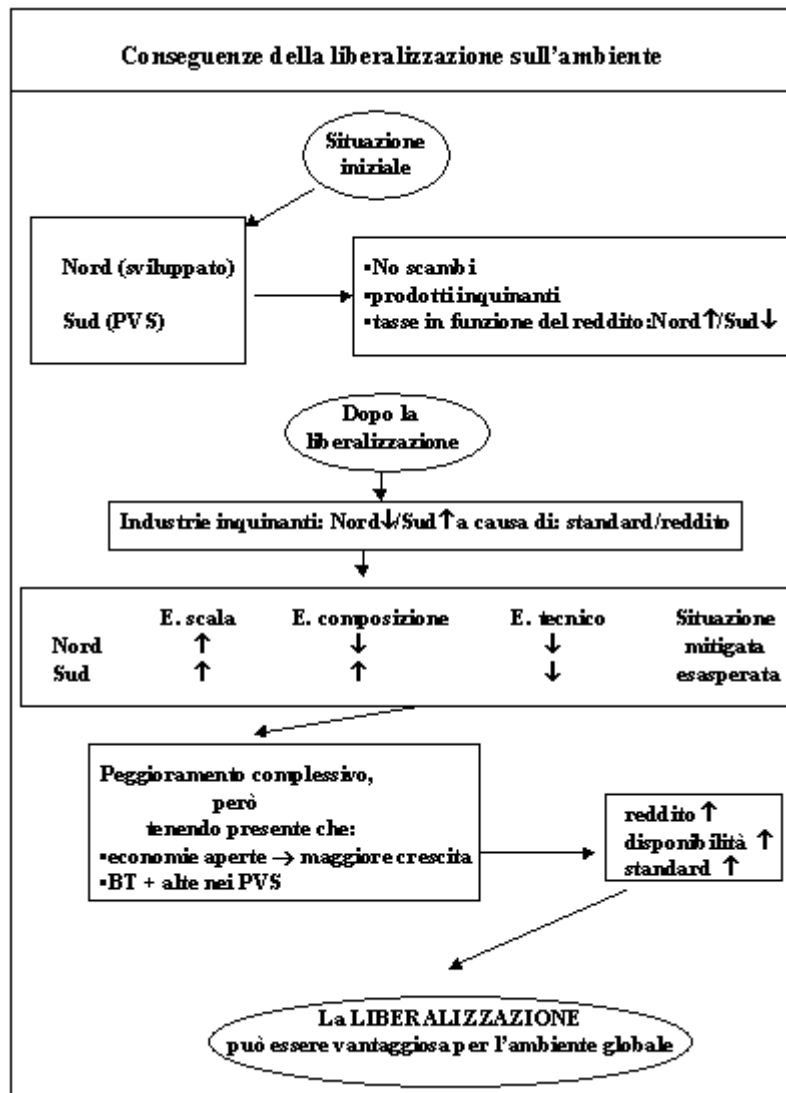 Conseguenze della liberalizzazione sull'ambiente
Situazione
iniziale
Nord (sviluppato)
Sud (PVS)
▪No scambi
▪prodotti inquinanti
▪tasse in funzione del reddito:Nord↑/Sud↓
Dopo la
liberalizzazione
Industrie inquinanti: Nord↓/Sud↑ a causa di: standard/reddito
E. scala E. composizione E. tecnico Situazione
Nord ↑ ↓ ↓ mitigata
Sud ↑ ↑ ↓ esasperata
Peggioramento complessivo,
però
tenendo presente che:
▪economie aperte → maggiore crescita
▪BT + alte nei PVS
reddito ↑
disponibilità ↑
standard ↑
La LIBERALIZZAZIONE
può essere vantaggiosa per l'ambiente globale